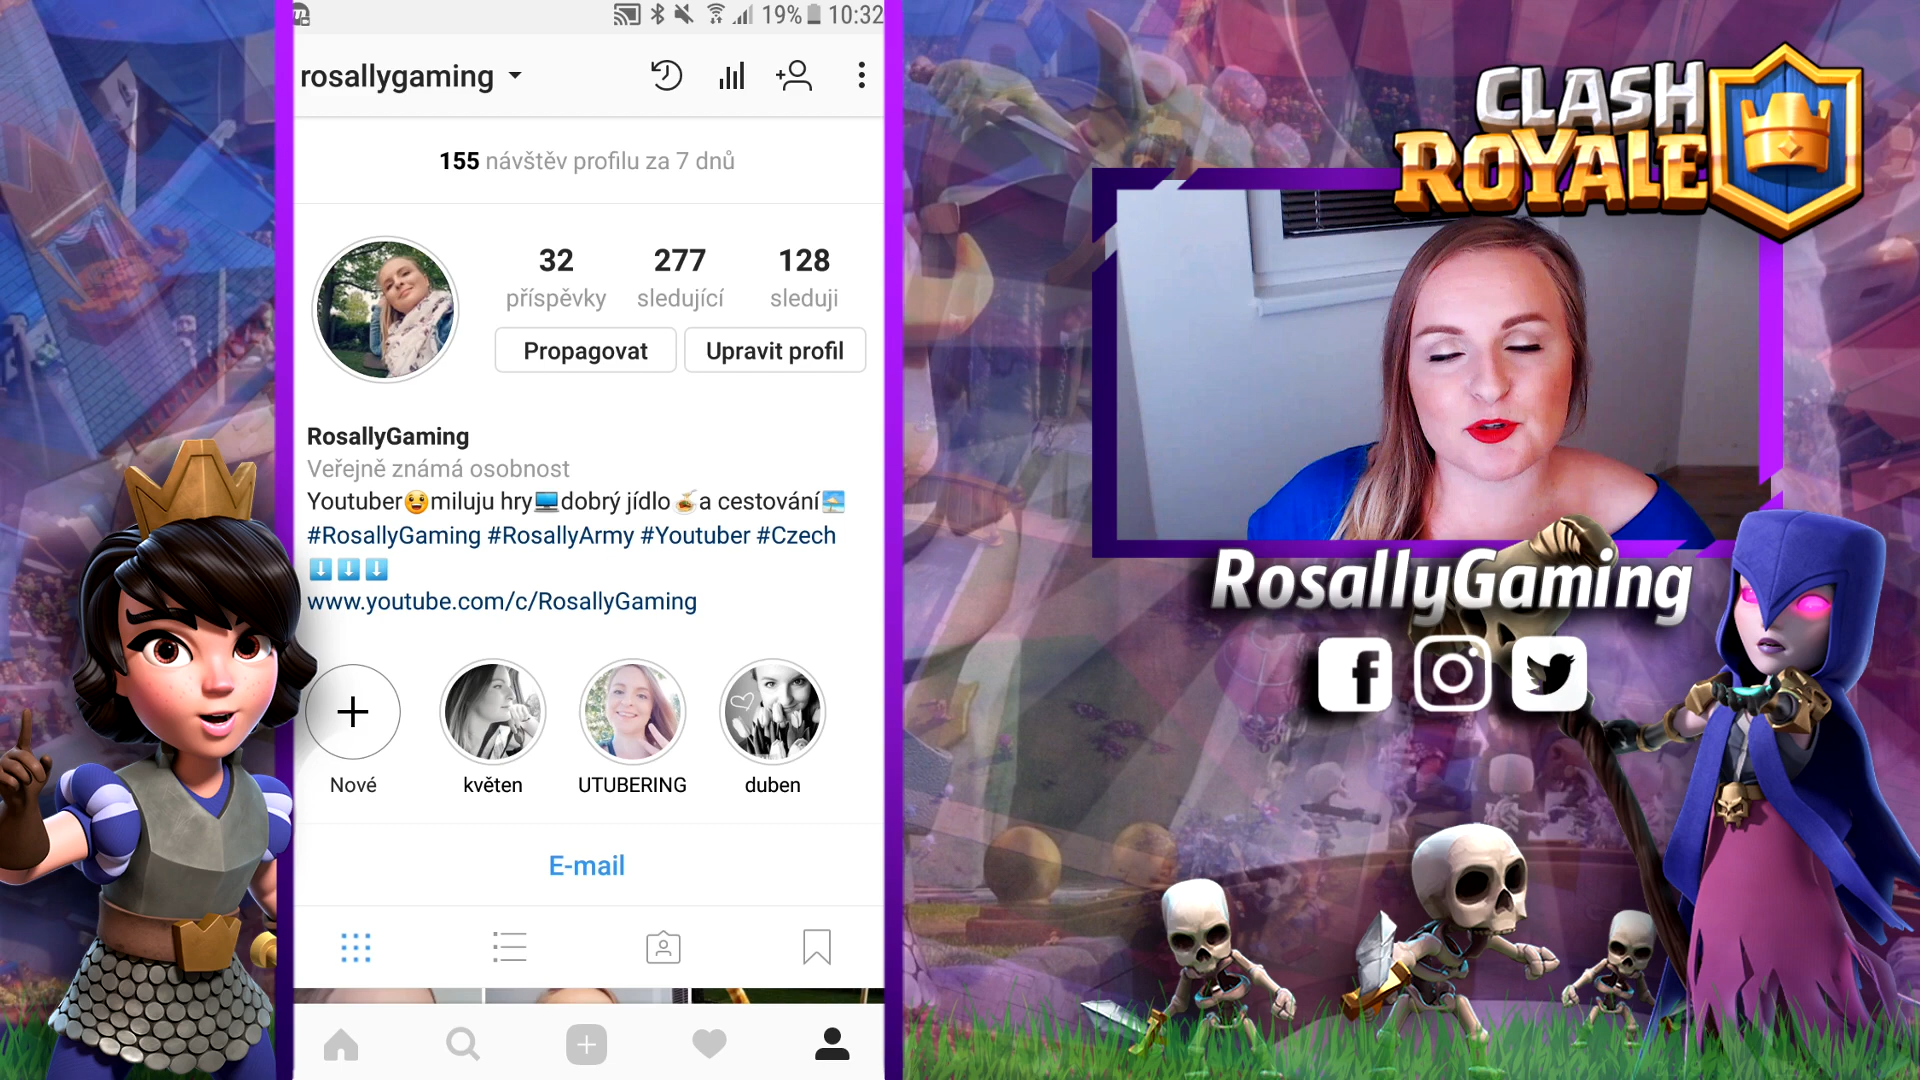 19% 10:32
rosallygaming
155 návštěv profilu za 7 dnů
32 277 128
příspěvky sledující sleduji
Propagovat Upravit profil
RosallyGaming
Veřejně známá osobnost
Youtuber😀miluju hry💻dobrý jídlo🍝a cestování🏖
#RosallyGaming #RosallyArmy #Youtuber #Czech
⬇⬇⬇
www.youtube.com/c/RosallyGaming
Nové květen UTUBERING duben
E-mail
CLASH
ROYALE
RosallyGaming